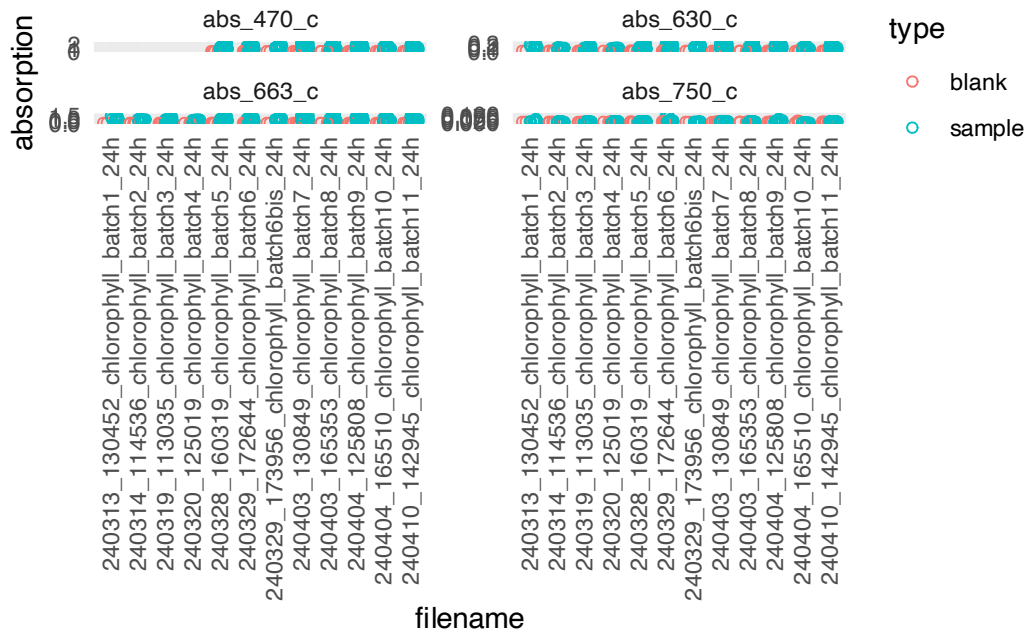 absorption
abs_470_c
abs_630_c
abs_663_c
abs_750_c
240313_130452_chlorophyll_batch1_24h
240314_114536_chlorophyll_batch2_24h
240319_113035_chlorophyll_batch3_24h
240320_125019_chlorophyll_batch4_24h
240328_160319_chlorophyll_batch5_24h
240329_172644_chlorophyll_batch6_24h
240329_173956_chlorophyll_batch6bis_24h
240403_130849_chlorophyll_batch7_24h
240403_165353_chlorophyll_batch8_24h
240404_125808_chlorophyll_batch9_24h
240404_165510_chlorophyll_batch10_24h
240410_142945_chlorophyll_batch11_24h
240313_130452_chlorophyll_batch1_24h
240314_114536_chlorophyll_batch2_24h
240319_113035_chlorophyll_batch3_24h
240320_125019_chlorophyll_batch4_24h
240328_160319_chlorophyll_batch5_24h
240329_172644_chlorophyll_batch6_24h
240329_173956_chlorophyll_batch6bis_24h
240403_130849_chlorophyll_batch7_24h
240403_165353_chlorophyll_batch8_24h
240404_125808_chlorophyll_batch9_24h
240404_165510_chlorophyll_batch10_24h
240410_142945_chlorophyll_batch11_24h
filename
type
blank
sample